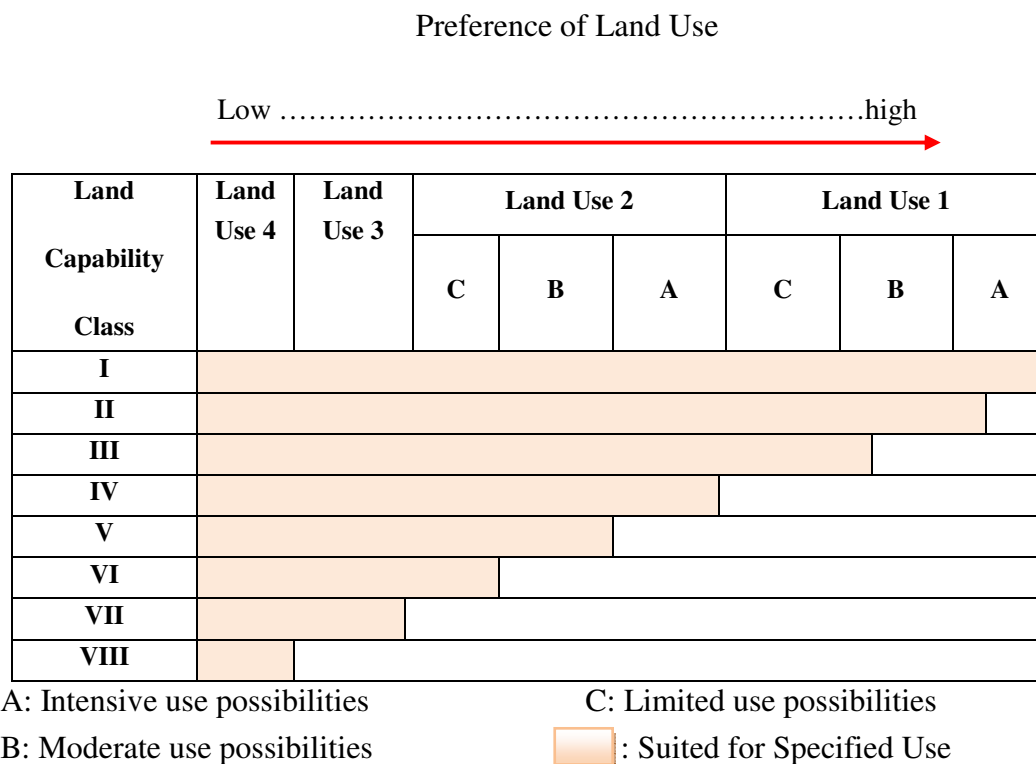 Preference of Land Use
Low ……………………………………………………high
Land Capability Class
Land Use 4
Land Use 3
Land Use 2
Land Use 1
C B A C B A
I
II
III
IV
V
VI
VII
VIII
A: Intensive use possibilities C: Limited use possibilities
B: Moderate use possibilities : Suited for Specified Use